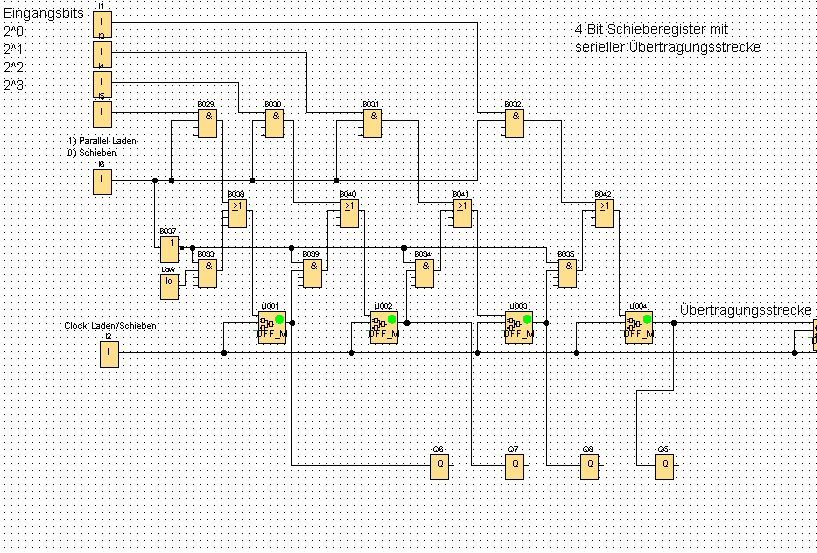 Eingangsbits
I1
4 Bit Schieberegister mit
serieller Übertragungsstrecke
2^0
I
I3
2^1
I
I4
2^2
I
I5
2^3
I
B029
B030
B031
B032
&
&
&
&
1) Parallel Laden
0) Schieben
I6
I
B038
B040
B041
B042
≥1
≥1
≥1
≥1
B037
1
B033
B039
B034
B035
&
&
&
&
Low
lo
U001
U002
U003
U004
Übertragungsstrecke
DFF_M
DFF_M
DFF_M
DFF_M
Clock Laden/Schieben
I2
I
Q6
Q7
Q8
Q5
Q
Q
Q
Q